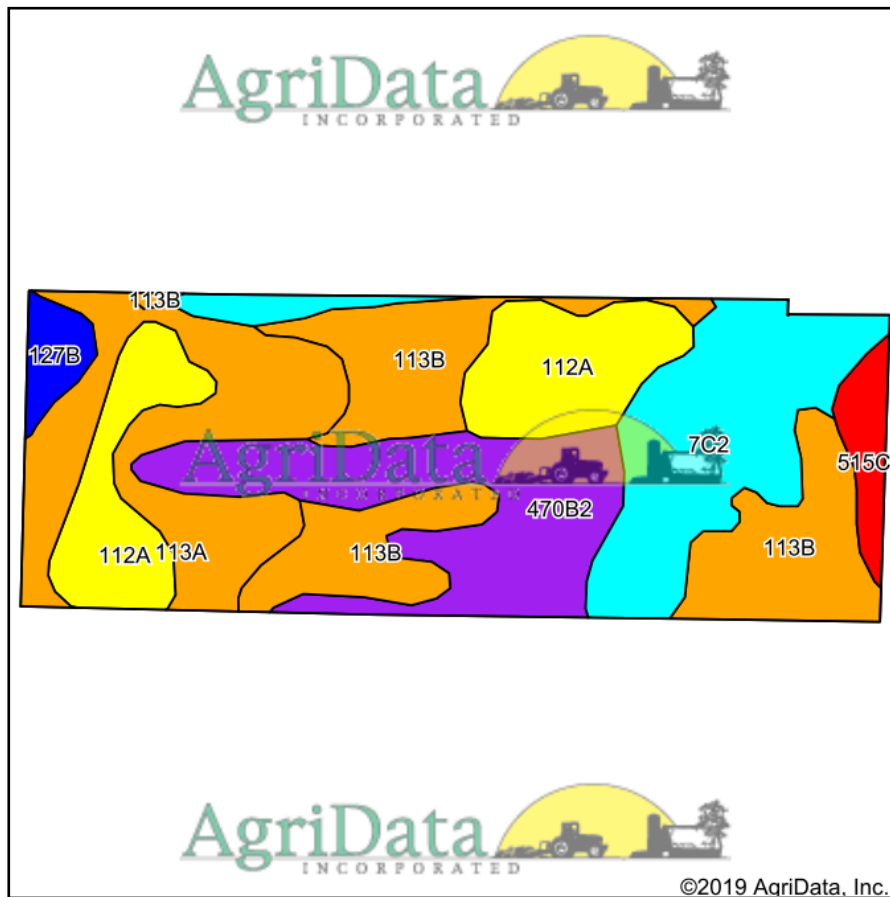 AgriData
INCORPORATED
113B
127B
113B
112A
AgriData
INCORPORATED
7C2
515C
470B2
112A
113A
113B
113B
AgriData
INCORPORATED
©2019 AgriData, Inc.